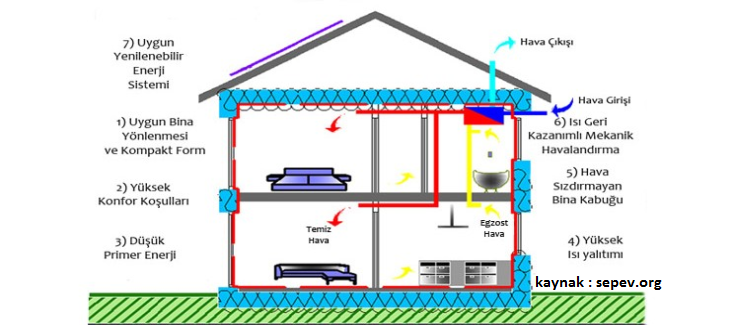 7) Uygun
Yenilenebilir
Enerji
Sistemi
1) Uygun Bina
Yönlenmesi
ve Kompakt Form
2) Yüksek
Konfor Koşulları
3) Düşük
Primer Enerji
Hava Çıkışı
Hava Girişi
6) Isı Geri
Kazanımlı Mekanik
Havalandırma
5) Hava
Sızdırmayan
Bina Kabuğu
4) Yüksek
Isı yalıtımı
Temiz
Hava
Egzost
Hava
kaynak : sepev.org